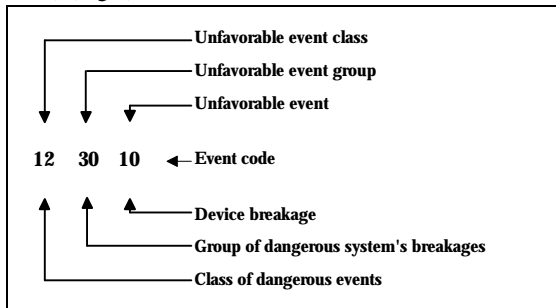 Unfavorable event class
Unfavorable event group
Unfavorable event
12 30 10 Event code
Device breakage
Group of dangerous system's breakages
Class of dangerous events